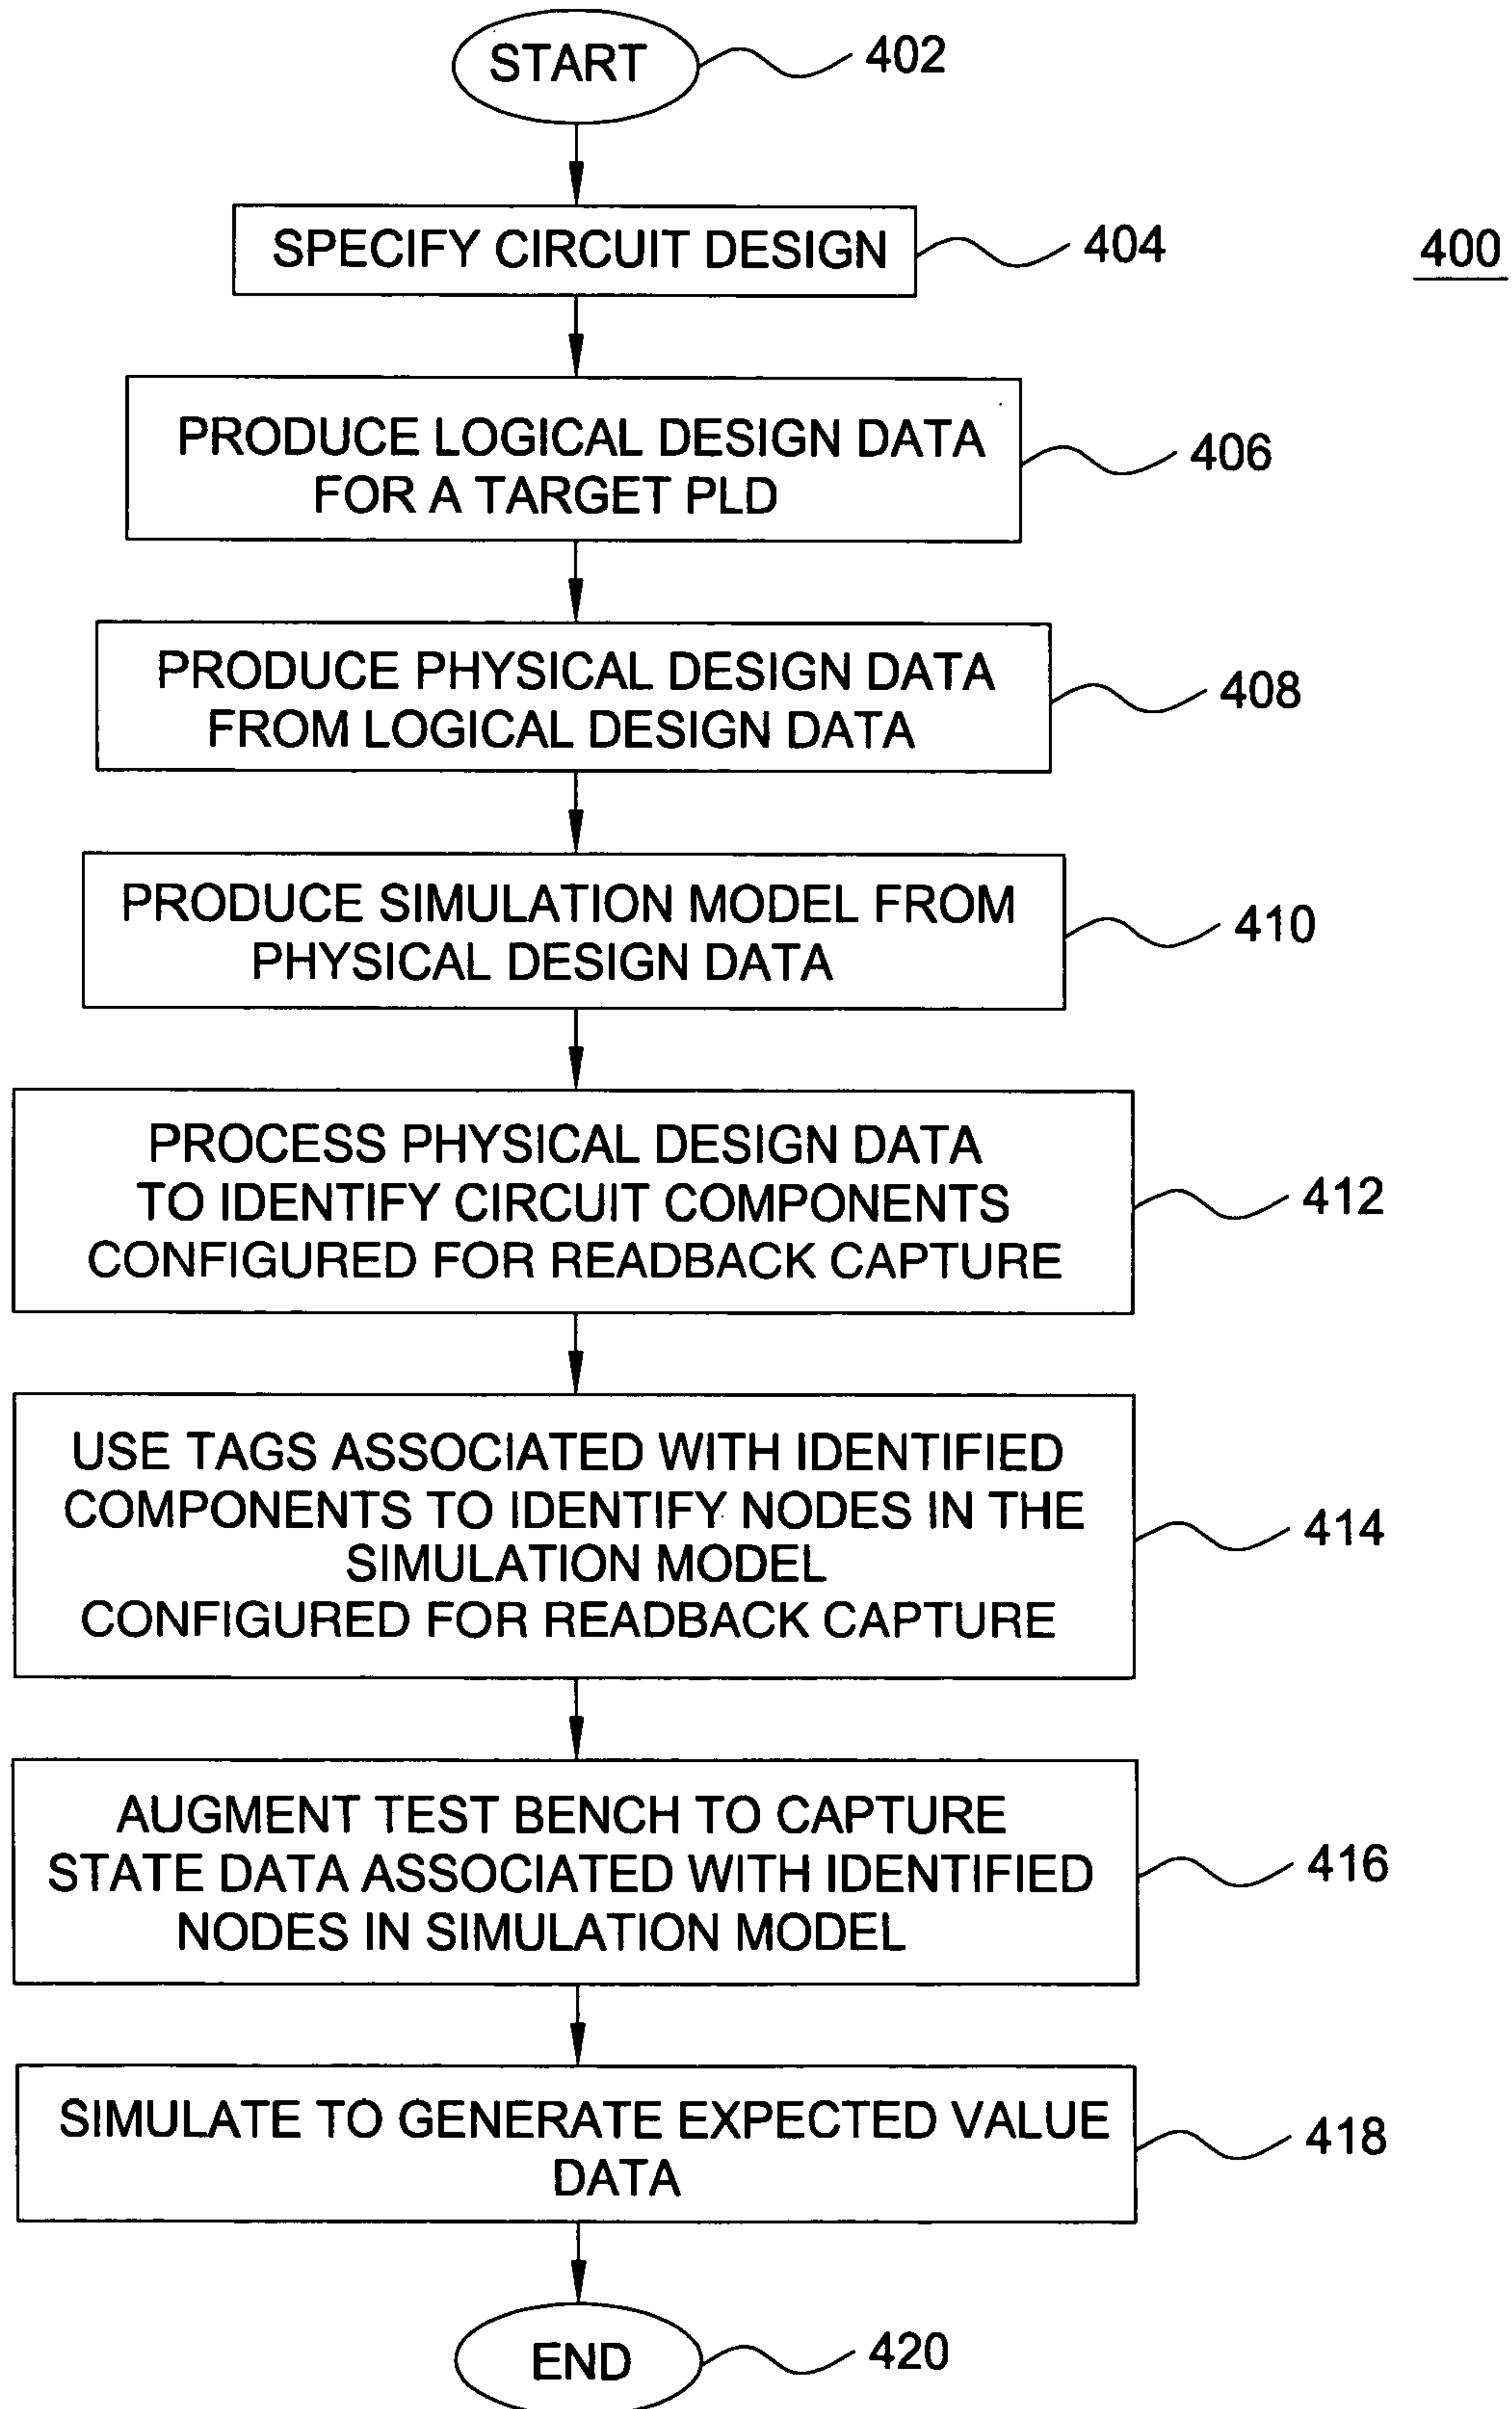 START
402
SPECIFY CIRCUIT DESIGN
404
400
PRODUCE LOGICAL DESIGN DATA
FOR A TARGET PLD
406
PRODUCE PHYSICAL DESIGN DATA
FROM LOGICAL DESIGN DATA
408
PRODUCE SIMULATION MODEL FROM
PHYSICAL DESIGN DATA
410
PROCESS PHYSICAL DESIGN DATA
TO IDENTIFY CIRCUIT COMPONENTS
CONFIGURED FOR READBACK CAPTURE
412
USE TAGS ASSOCIATED WITH IDENTIFIED
COMPONENTS TO IDENTIFY NODES IN THE
SIMULATION MODEL
CONFIGURED FOR READBACK CAPTURE
414
AUGMENT TEST BENCH TO CAPTURE
STATE DATA ASSOCIATED WITH IDENTIFIED
NODES IN SIMULATION MODEL
416
SIMULATE TO GENERATE EXPECTED VALUE
DATA
418
END
420